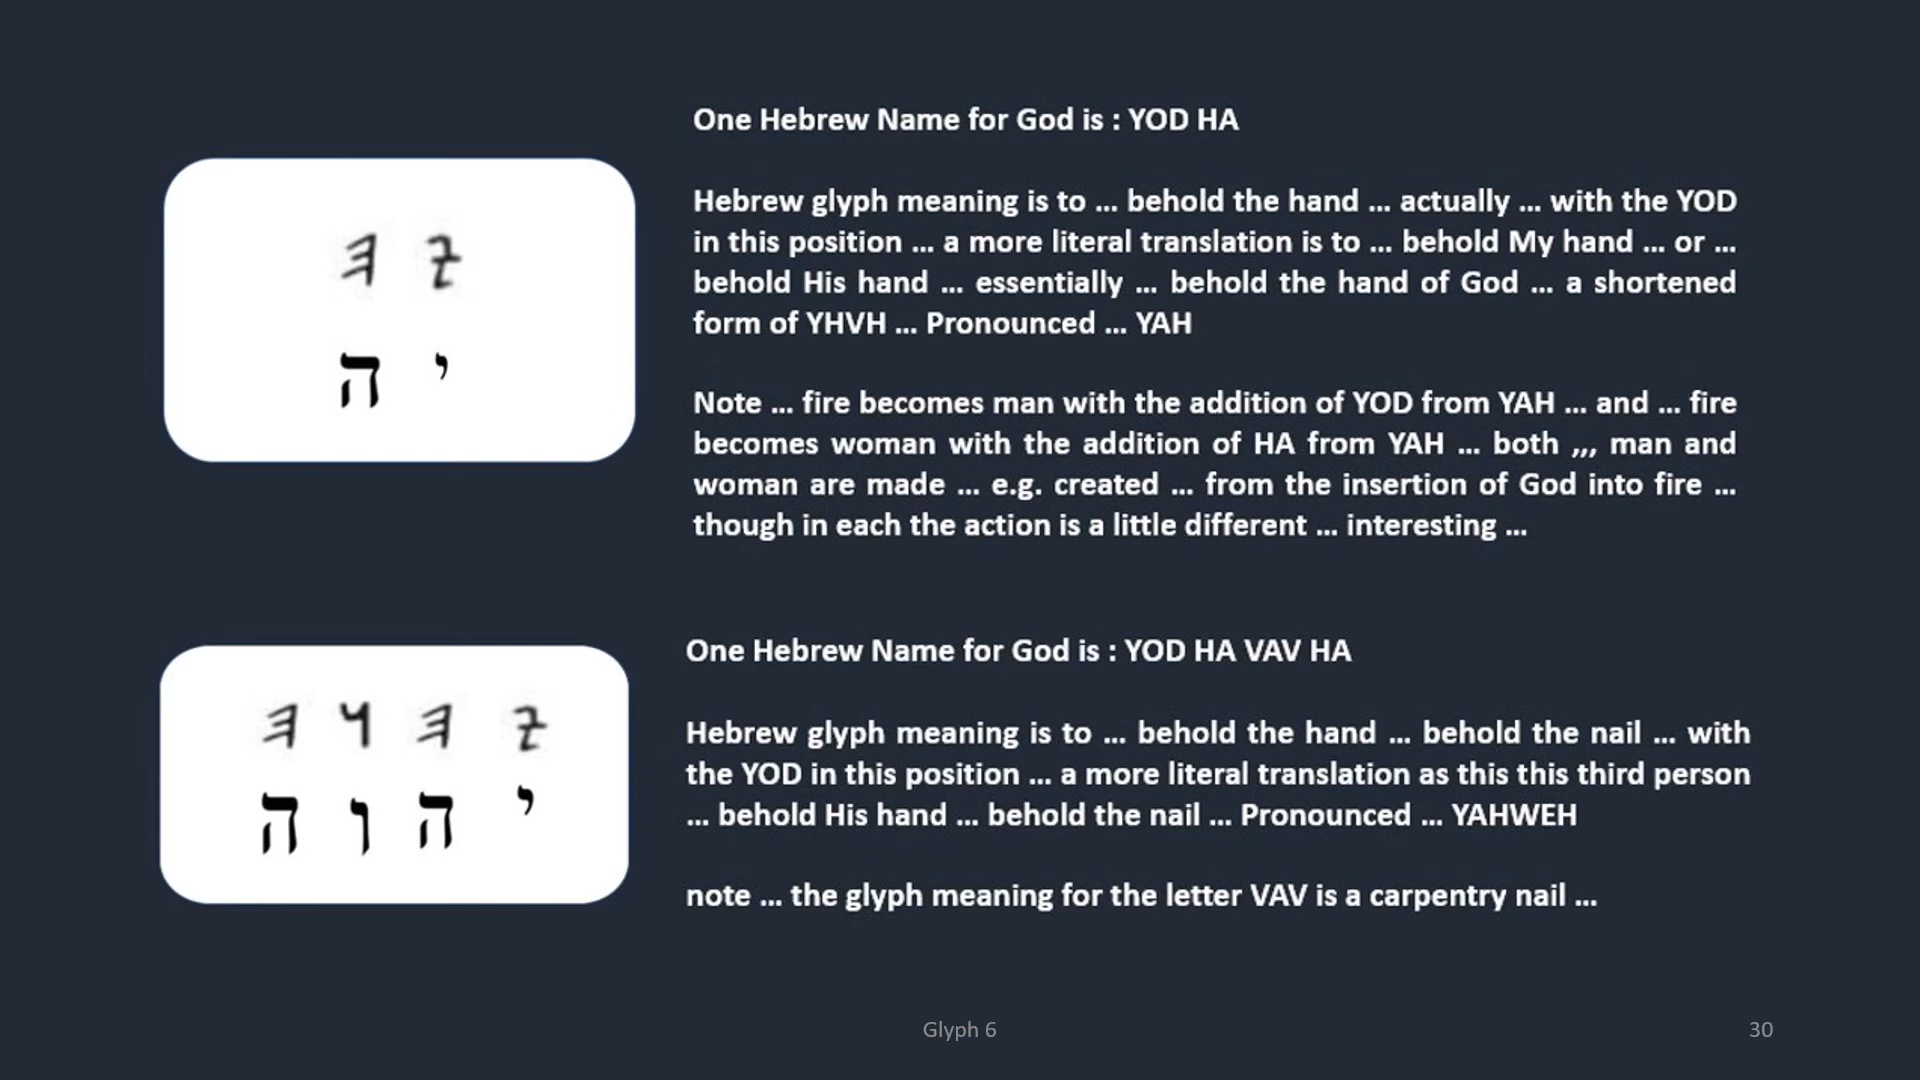 One Hebrew Name for God is : YOD HA
Hebrew glyph meaning is to ... behold the hand ... actually ... with the YOD
in this position ... a more literal translation is to ... behold My hand ... or ...
behold His hand ... essentially ... behold the hand of God ... a shortened
form of YHVH ... Pronounced ... YAH
Note ... fire becomes man with the addition of YOD from YAH ... and ... fire
becomes woman with the addition of HA from YAH ... both ,,, man and
woman are made ... e.g. created ... from the insertion of God into fire ...
though in each the action is a little different ... interesting ...
𐤉𐤄
יה
One Hebrew Name for God is : YOD HA VAV HA
Hebrew glyph meaning is to ... behold the hand ... behold the nail ... with
the YOD in this position ... a more literal translation as this this third person
... behold His hand ... behold the nail ... Pronounced ... YAHWEH
note ... the glyph meaning for the letter VAV is a carpentry nail ...
𐤉𐤄𐤅𐤄
יהוה
Glyph 6
30